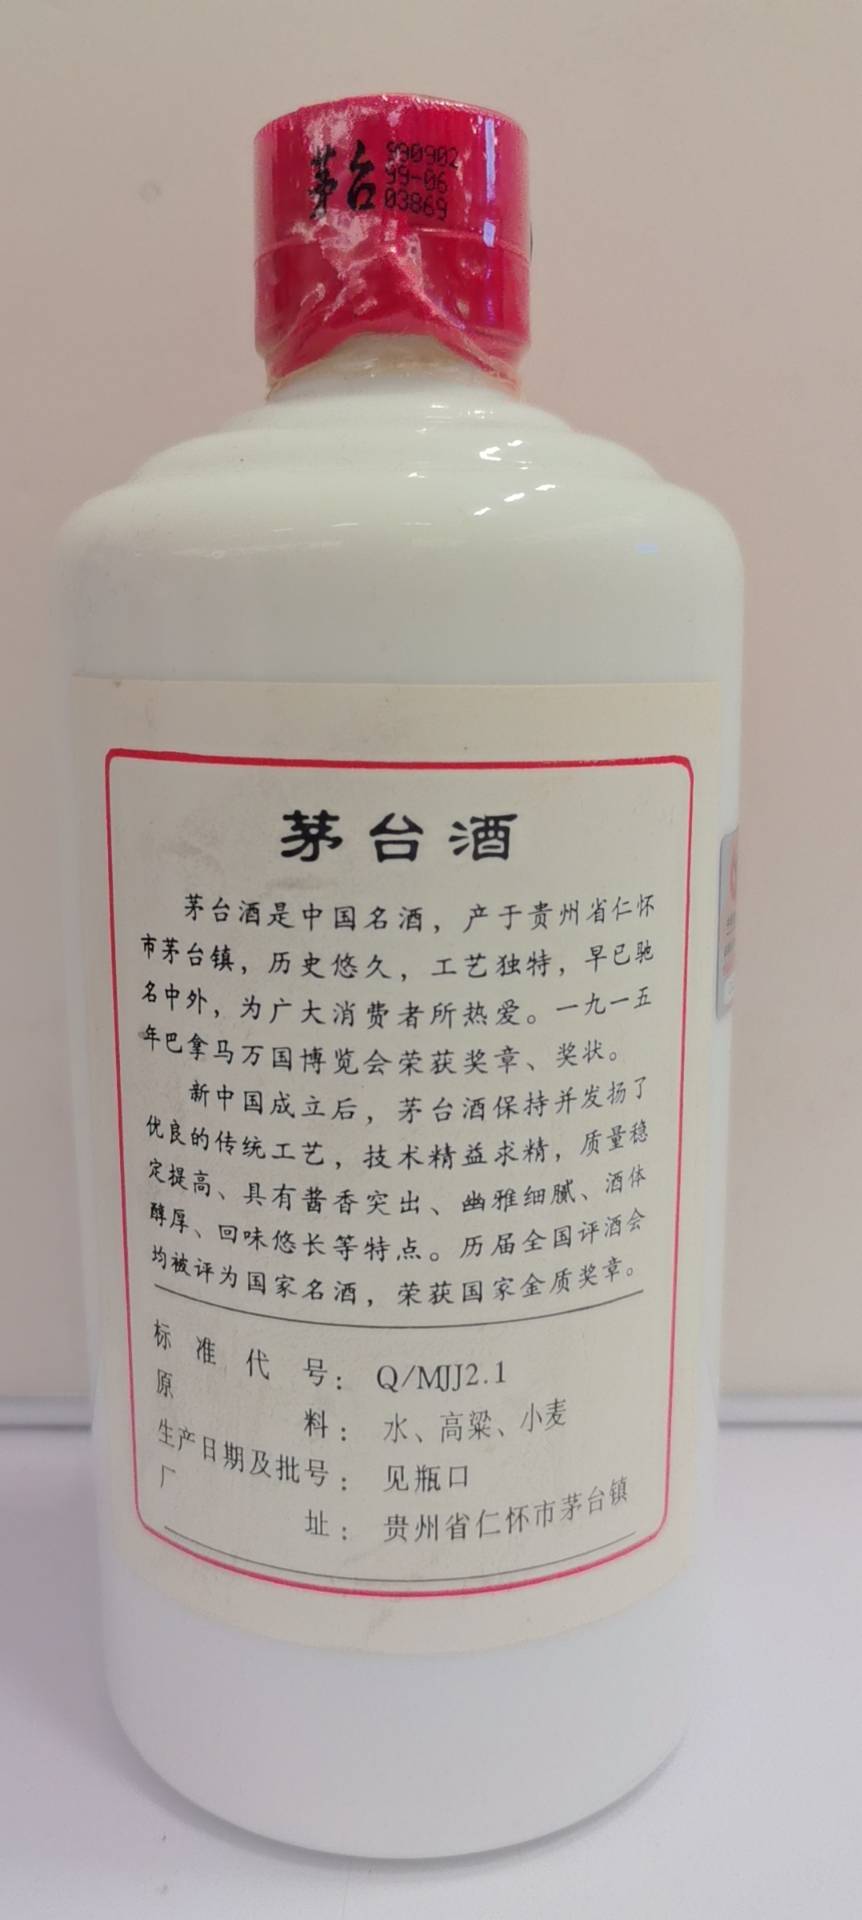 茅台
990902
99-06
03869
茅台酒
茅台酒是中国名酒，产于贵州省仁怀
市茅台镇，历史悠久，工艺独特，早已驰
名中外，为广大消费者所热爱。一九一五
年巴拿马万国博览会荣获奖章、奖状。
新中国成立后，茅台酒保持并发扬了
优良的传统工艺，技术精益求精，质量稳
定提高、具有酱香突出、幽雅细腻、酒体
醇厚、回味悠长等特点。历届全国评酒会
均被评为国家名酒，荣获国家金质奖章。
标准代号：Q/MJJ2.1
原料：水、高粱、小麦
生产日期及批号：见瓶口
厂址：贵州省仁怀市茅台镇